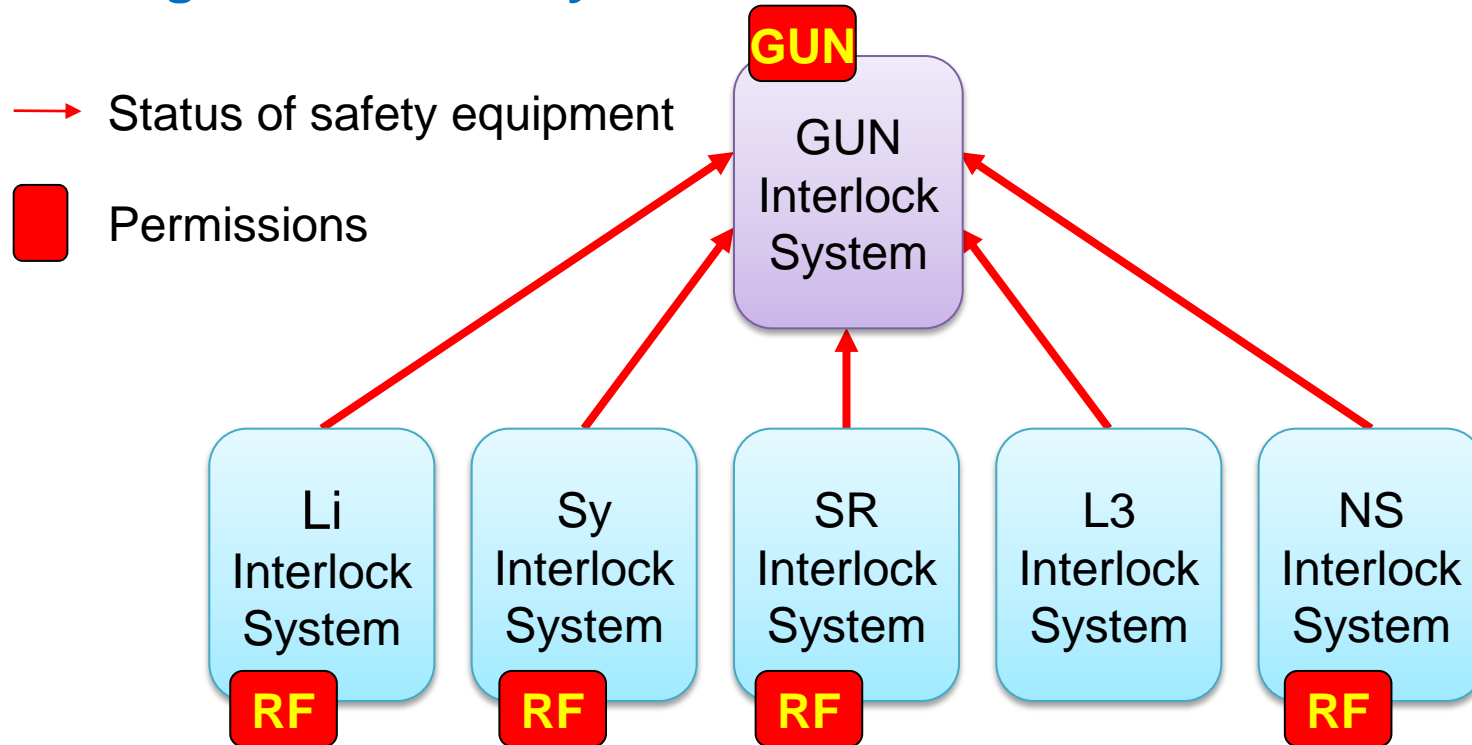 GUN
Status of safety equipment
Permissions
GUN
Interlock
System
Li
Interlock
System
RF
Sy
Interlock
System
RF
SR
Interlock
System
RF
L3
Interlock
System
NS
Interlock
System
RF